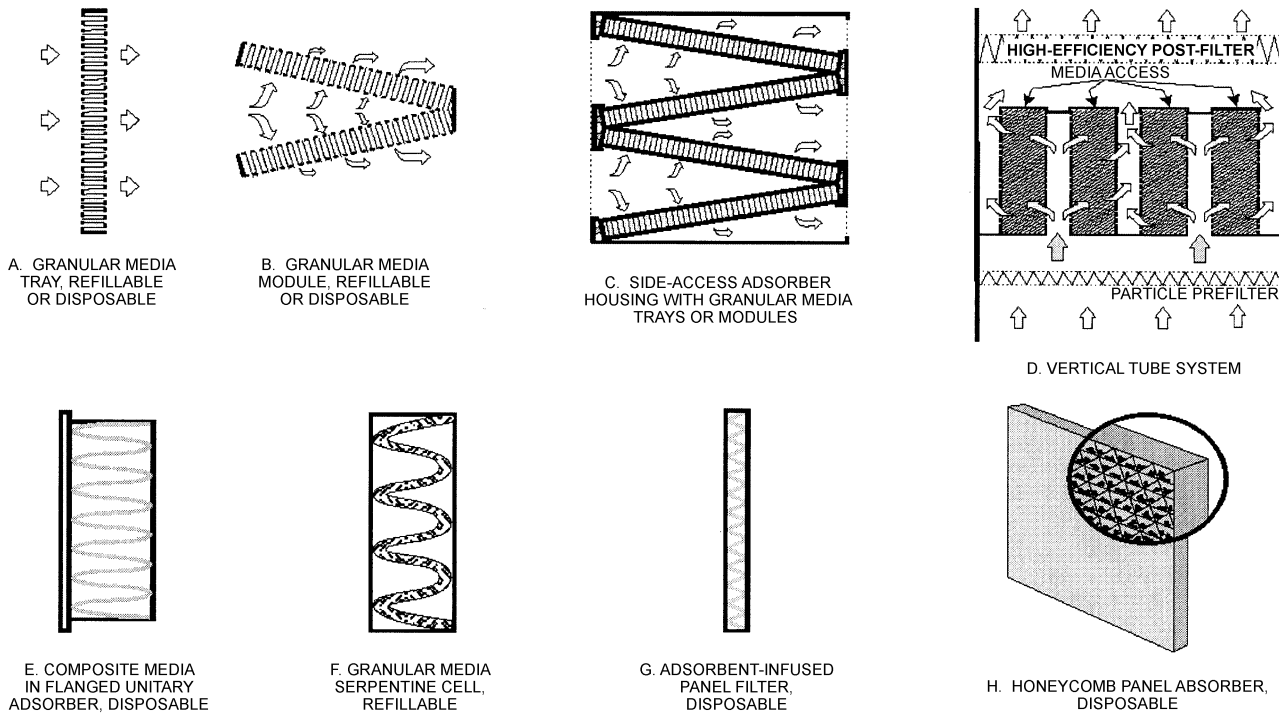 A. GRANULAR MEDIA
TRAY, REFILLABLE
OR DISPOSABLE
B. GRANULAR MEDIA
MODULE, REFILLABLE
OR DISPOSABLE
C. SIDE-ACCESS ADSORBER
HOUSING WITH GRANULAR MEDIA
TRAYS OR MODULES
HIGH-EFFICIENCY POST-FILTER
MEDIA ACCESS
PARTICLE PREFILTER
D. VERTICAL TUBE SYSTEM
E. COMPOSITE MEDIA
IN FLANGED UNITARY
ADSORBER, DISPOSABLE
F. GRANULAR MEDIA
SERPENTINE CELL,
REFILLABLE
G. ADSORBENT-INFUSED
PANEL FILTER,
DISPOSABLE
H. HONEYCOMB PANEL ABSORBER,
DISPOSABLE